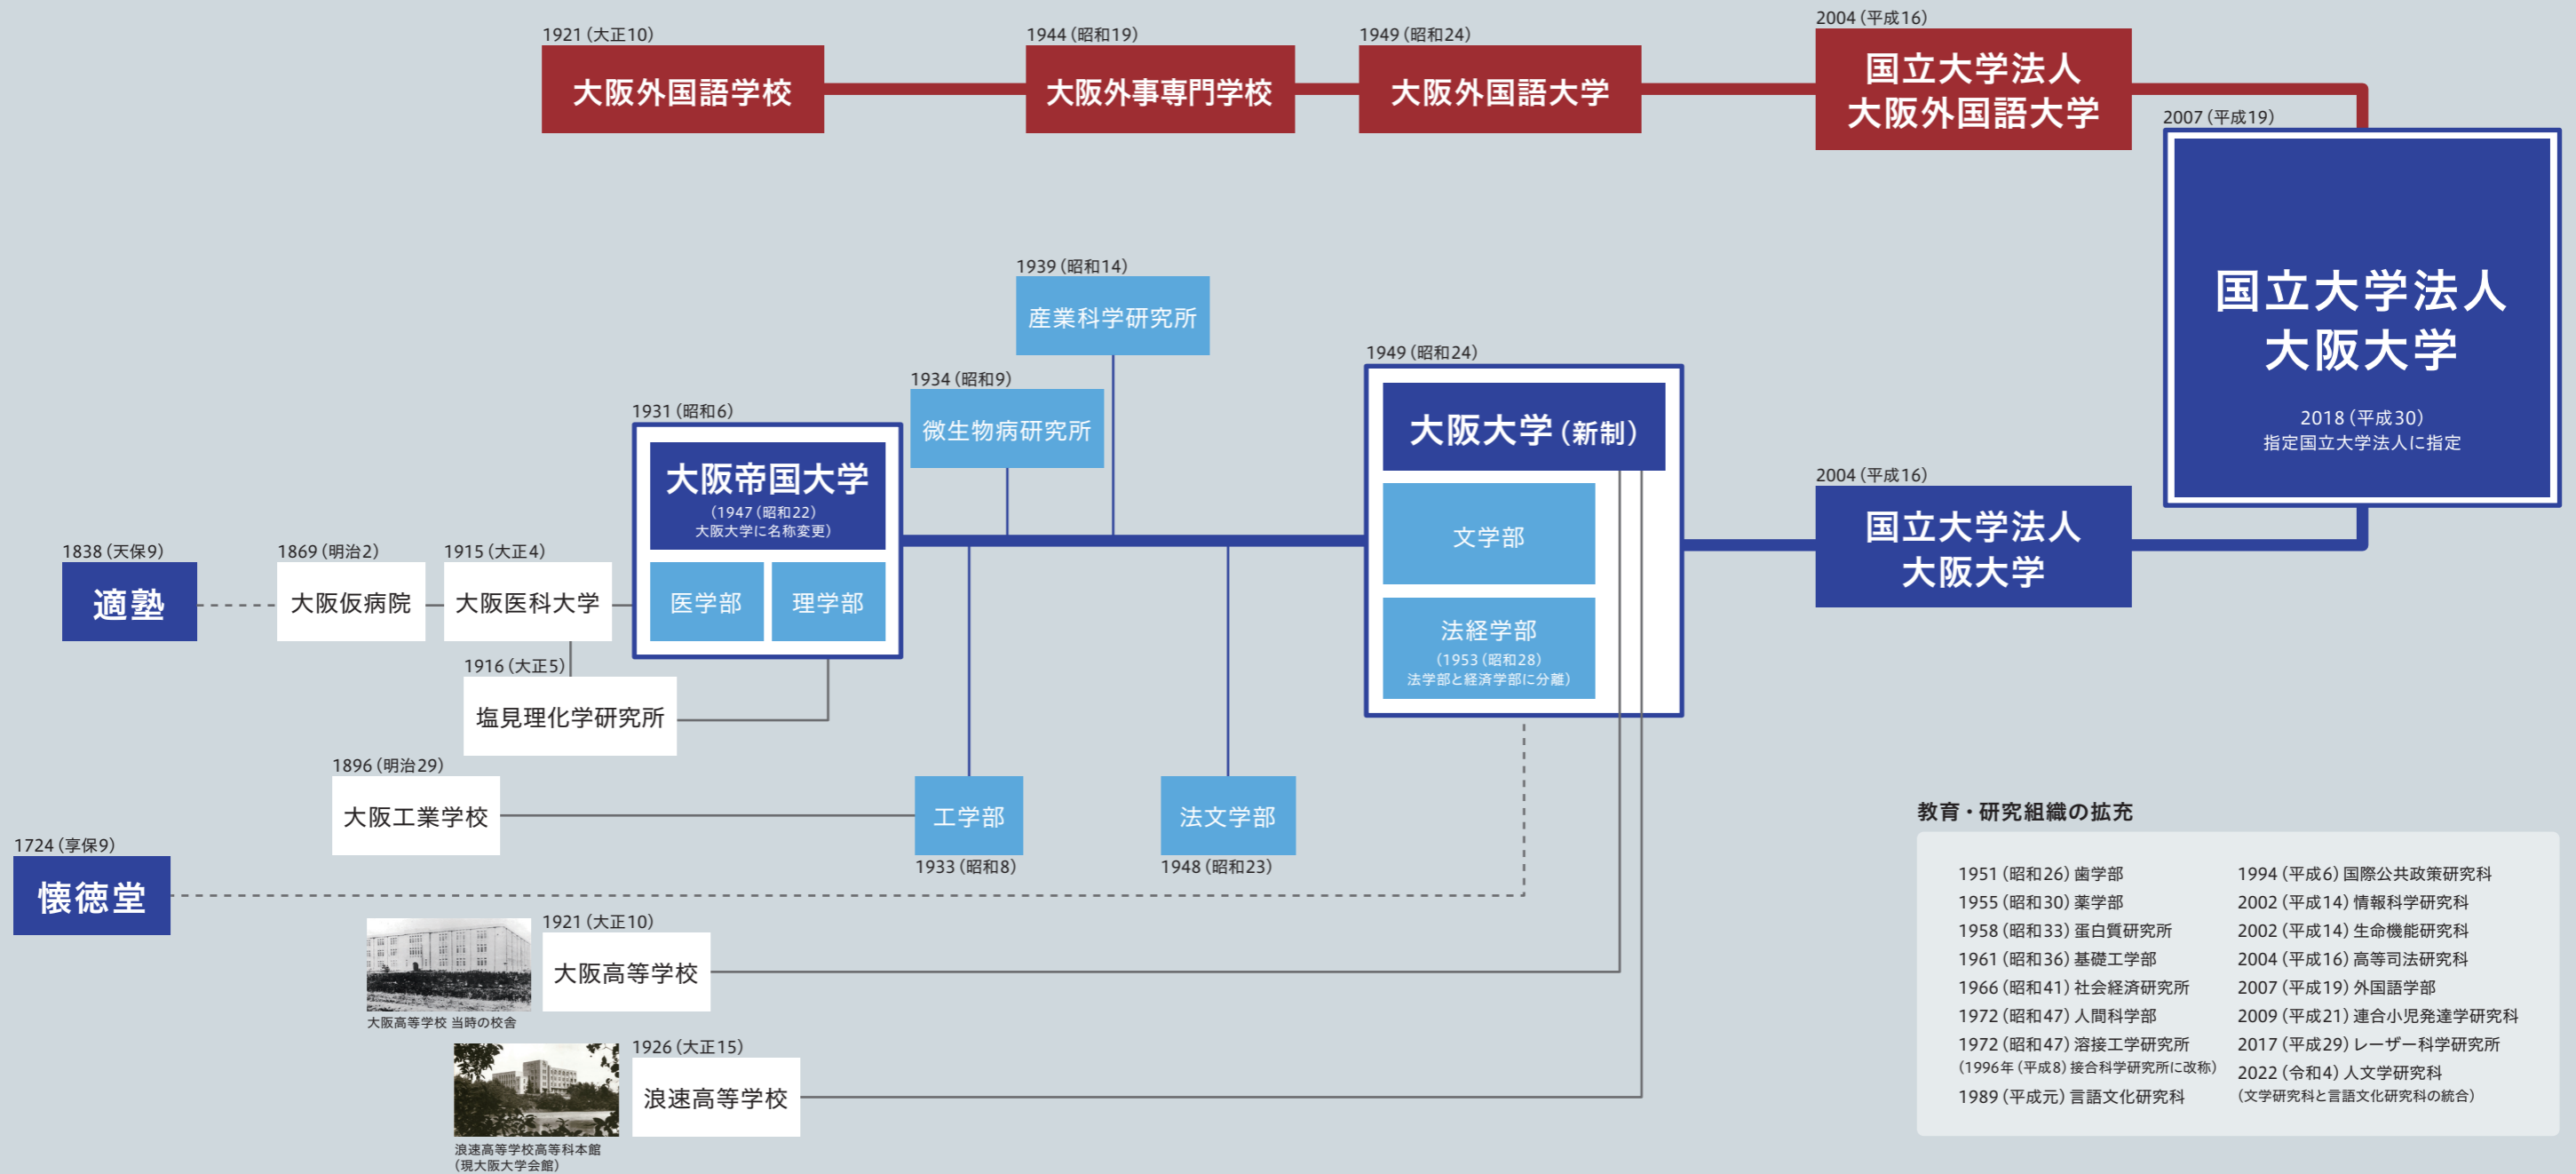 1921（大正10）
大阪外国語学校
1944（昭和19）
大阪外事専門学校
1949（昭和24）
大阪外国語大学
2004（平成16）
国立大学法人
大阪外国語大学
2007（平成19）
国立大学法人
大阪大学
2018（平成30）
指定国立大学法人に指定
1939（昭和14）
産業科学研究所
1934（昭和9）
微生物病研究所
1931（昭和6）
大阪帝国大学
（1947（昭和22）
大阪大学に名称変更）
医学部
理学部
1949（昭和24）
大阪大学（新制）
文学部
法経学部
（1953（昭和28）
法学部と経済学部に分離）
2004（平成16）
国立大学法人
大阪大学
1838（天保9）
適塾
1869（明治2）
大阪仮病院
1915（大正4）
大阪医科大学
1916（大正5）
塩見理化学研究所
1896（明治29）
大阪工業学校
工学部
1933（昭和8）
法文学部
1948（昭和23）
1724（享保9）
懐徳堂
1921（大正10）
大阪高等学校
大阪高等学校 当時の校舎
1926（大正15）
浪速高等学校
浪速高等学校高等科本館
（現大阪大学会館）
教育・研究組織の拡充
1951（昭和26）歯学部
1955（昭和30）薬学部
1958（昭和33）蛋白質研究所
1961（昭和36）基礎工学部
1966（昭和41）社会経済研究所
1972（昭和47）人間科学部
1972（昭和47）溶接工学研究所
（1996年（平成8）接合科学研究所に改称）
1989（平成元）言語文化研究科
1994（平成6）国際公共政策研究科
2002（平成14）情報科学研究科
2002（平成14）生命機能研究科
2004（平成16）高等司法研究科
2007（平成19）外国語学部
2009（平成21）連合小児発達学研究科
2017（平成29）レーザー科学研究所
2022（令和4）人文学研究科
（文学研究科と言語文化研究科の統合）